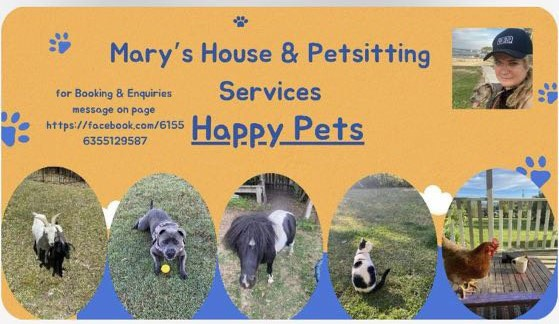 Mary's House & Petsitting
Services
Happy Pets
for Booking & Enquiries
message on page
https://facebook.com/6155
6355129587